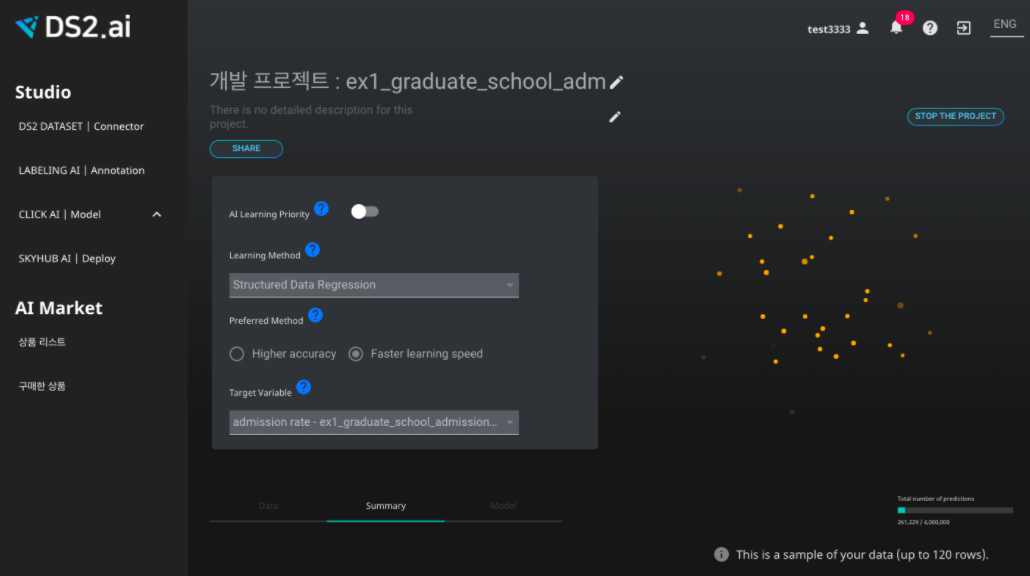 DS2.ai
test3333
18
?
ENG
Studio
DS2 DATASET | Connector
LABELING AI | Annotation
CLICK AI | Model
SKYHUB AI | Deploy
AI Market
상품 리스트
구매한 상품
개발 프로젝트 : ex1_graduate_school_adm
There is no detailed description for this
project.
STOP THE PROJECT
SHARE
AI Learning Priority ?
Learning Method ?
Structured Data Regression
Preferred Method ?
Higher accuracy Faster learning speed
Target Variable ?
admission rate - ex1_graduate_school_admission...
Data Summary Model
Total number of predictions
261,229 / 4,000,000
This is a sample of your data (up to 120 rows).